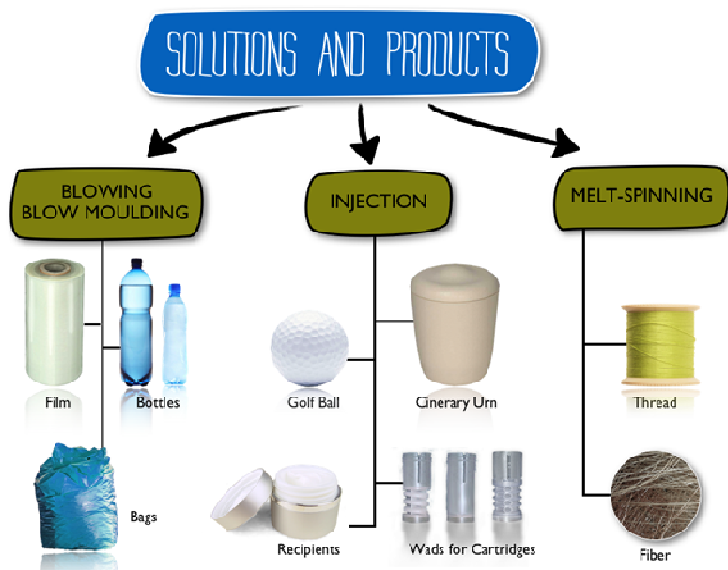 SOLUTIONS AND PRODUCTS
BLOWING
BLOW MOULDING
INJECTION
MELT-SPINNING
Film
Bottles
Golf Ball
Cinerary Urn
Thread
Bags
Recipients
Wads for Cartridges
Fiber